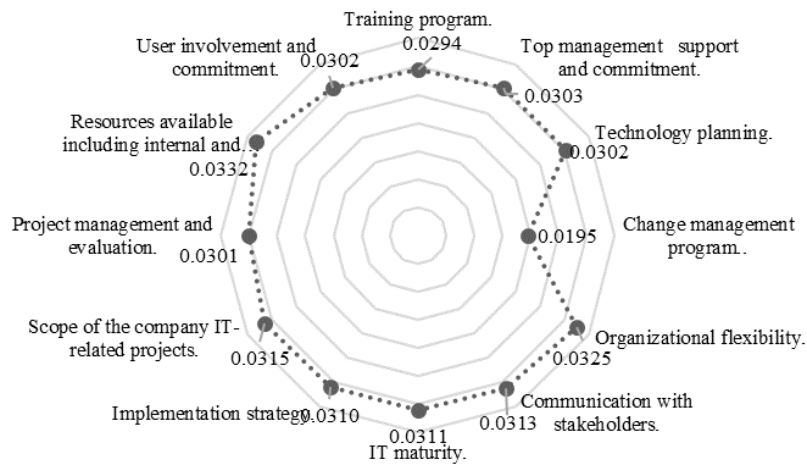 Training program.
0.0294
Top management support
and commitment.
0.0303
Technology planning.
0.0302
Change management
program..
0.0195
Organizational flexibility.
0.0325
Communication with
stakeholders.
0.0313
IT maturity.
0.0311
Implementation strategy.
0.0310
Scope of the company IT-
related projects.
0.0315
Project management and
evaluation.
0.0301
Resources available
including internal and...
0.0332
User involvement and
commitment.
0.0302